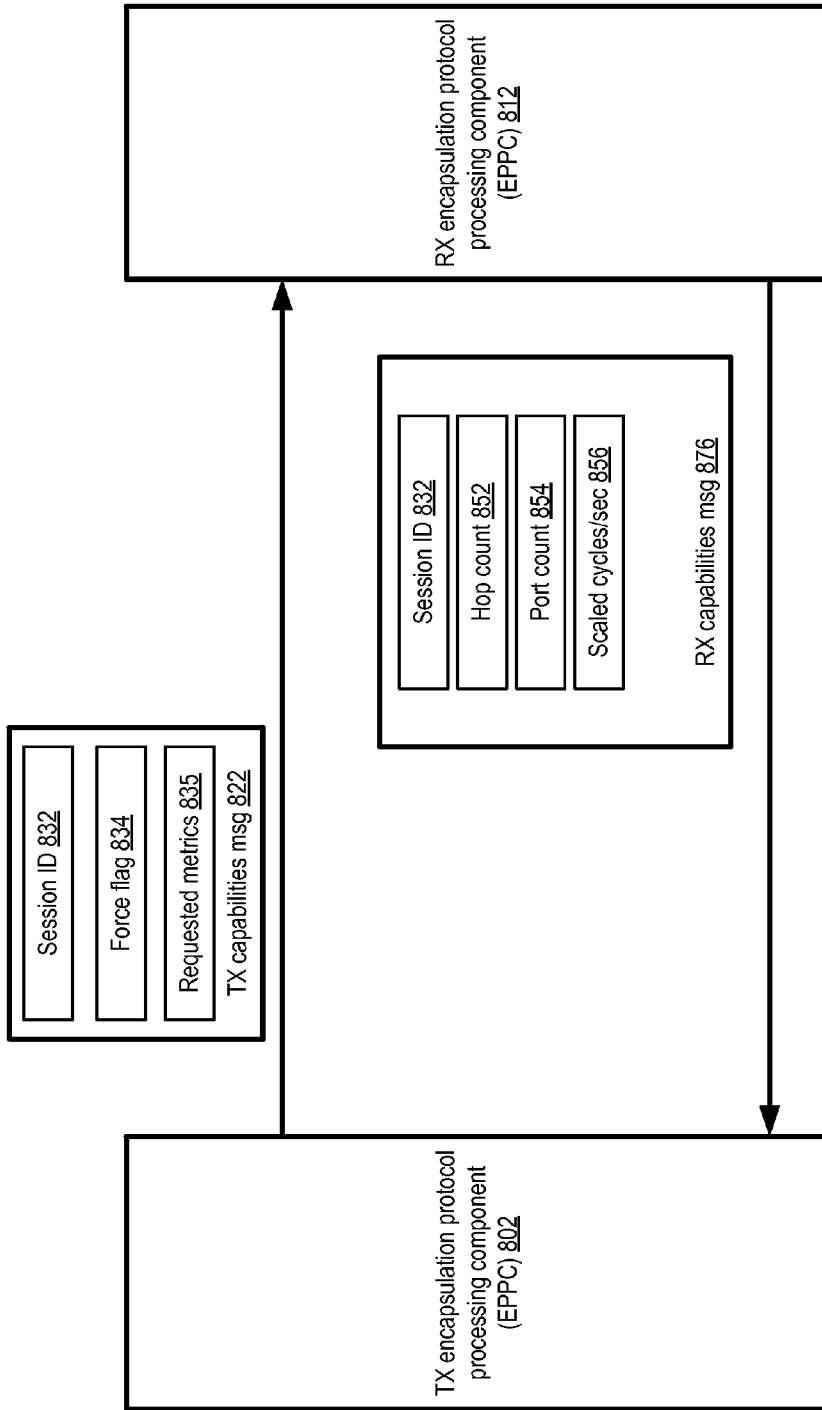 TX encapsulation protocol
processing component
(EPPC) 802
Session ID 832
Force flag 834
Requested metrics 835
TX capabilities msg 822
Session ID 832
Hop count 852
Port count 854
Scaled cycles/sec 856
RX capabilities msg 876
RX encapsulation protocol
processing component
(EPPC) 812